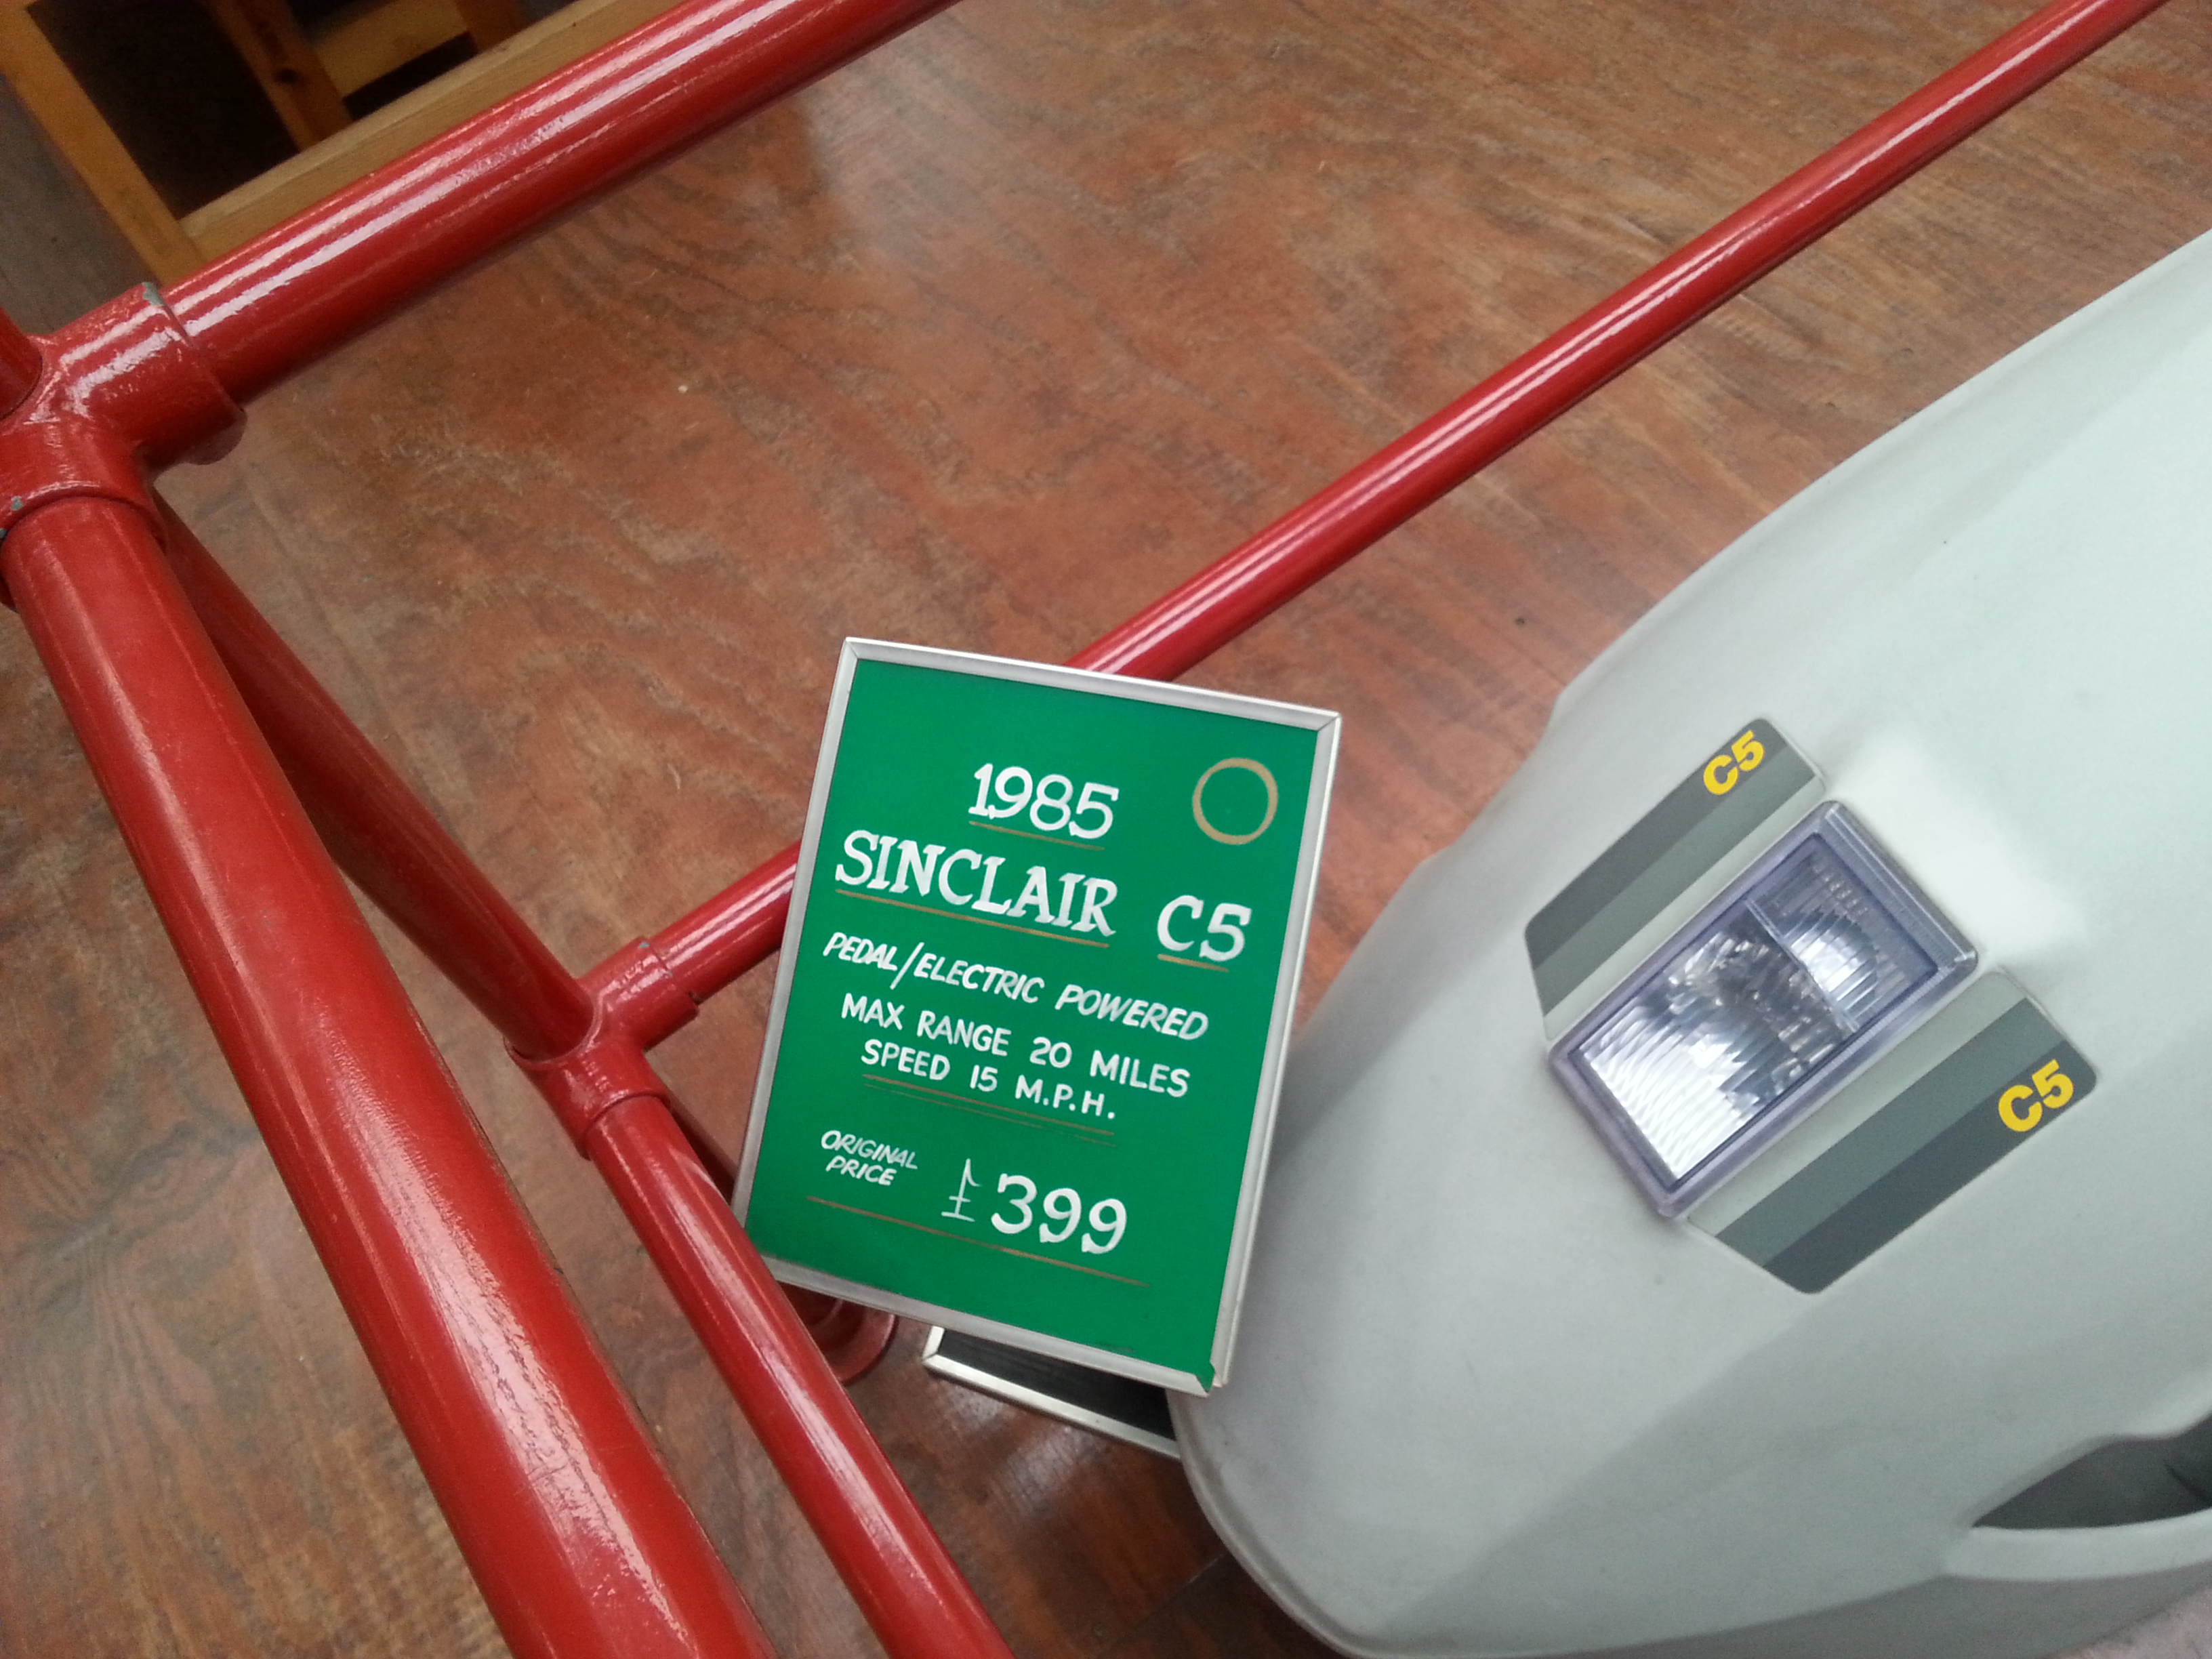 1985
SINCLAIR C5
PEDAL/ELECTRIC POWERED
MAX RANGE 20 MILES
SPEED 15 M.P.H.
ORIGINAL
PRICE
£399
C5
C5